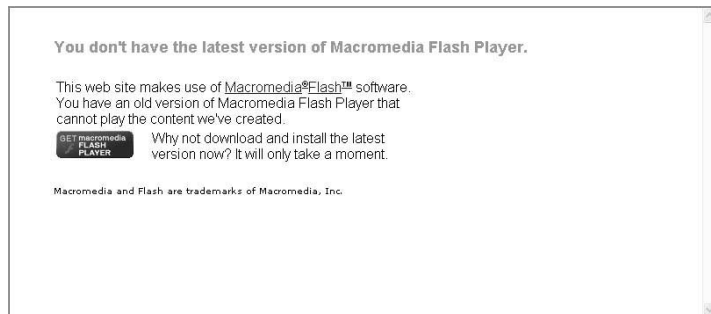 You don't have the latest version of Macromedia Flash Player.
This web site makes use of Macromedia®Flash™ software.
You have an old version of Macromedia Flash Player that
cannot play the content we've created.
GET macromedia
FLASH
PLAYER
Why not download and install the latest
version now? It will only take a moment.
Macromedia and Flash are trademarks of Macromedia, Inc.